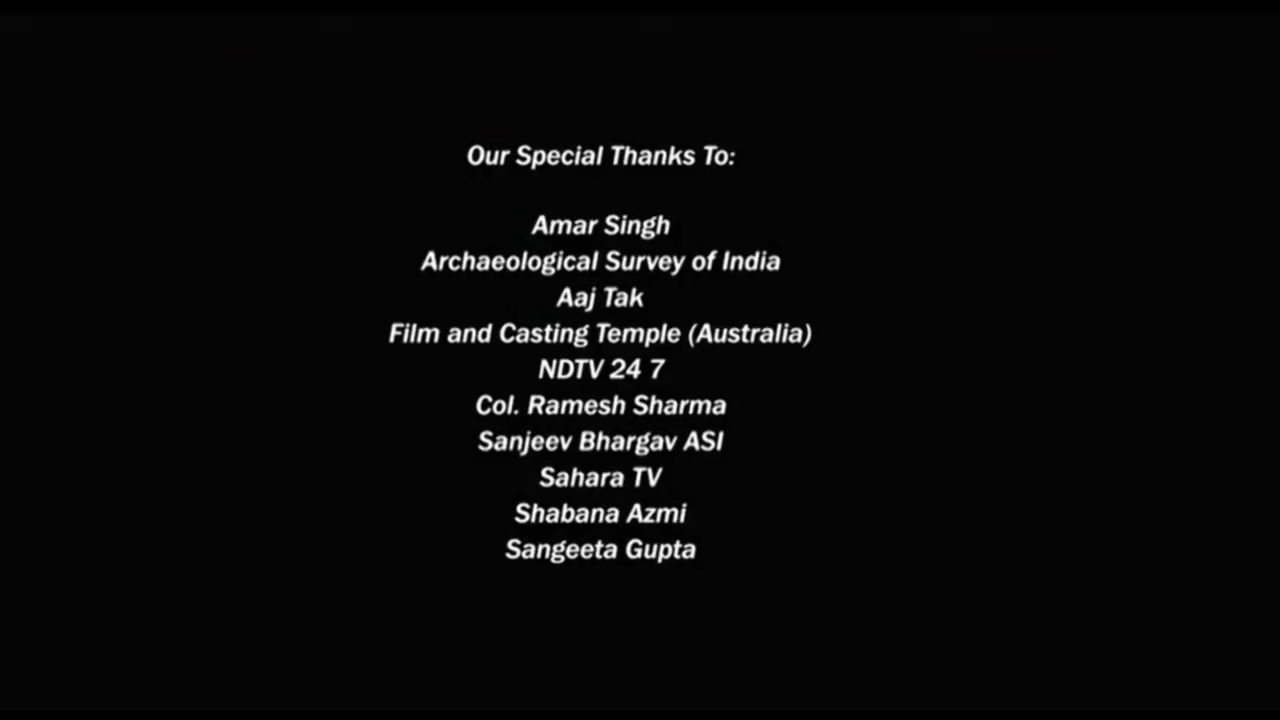 Our Special Thanks To:
Amar Singh
Archaeological Survey of India
Aaj Tak
Film and Casting Temple (Australia)
NDTV 24 7
Col. Ramesh Sharma
Sanjeev Bhargav ASI
Sahara TV
Shabana Azmi
Sangeeta Gupta